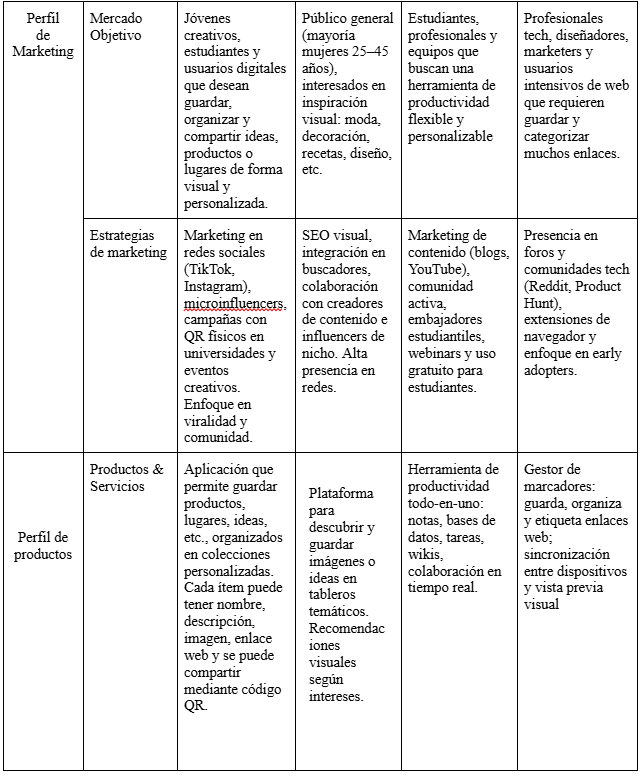 Perfil
de
Marketing
Mercado
Objetivo
Jóvenes
creativos,
estudiantes y
usuarios digitales
que desean
guardar,
organizar y
compartir ideas,
productos o
lugares de forma
visual y
personalizada.
Público general
(mayoría
mujeres 25–45
años),
interesados en
inspiración
visual: moda,
decoración,
recetas, diseño,
etc.
Estudiantes,
profesionales y
equipos que
buscan una
herramienta de
productividad
flexible y
personalizable
Profesionales
tech, diseñadores,
marketers y
usuarios
intensivos de web
que requieren
guardar y
categorizar
muchos enlaces.
Estrategias
de marketing
Marketing en
redes sociales
(TikTok,
Instagram),
microinfluencers,
campañas con
QR físicos en
universidades y
eventos
creativos.
Enfoque en
viralidad y
comunidad.
SEO visual,
integración en
buscadores,
colaboración
con creadores
de contenido e
influencers de
nicho. Alta
presencia en
redes.
Marketing de
contenido (blogs,
YouTube),
comunidad
activa,
embajadores
estudiantiles,
webinars y uso
gratuito para
estudiantes.
Presencia en
foros y
comunidades tech
(Reddit, Product
Hunt),
extensiones de
navegador y
enfoque en early
adopters.
Perfil de
productos
Productos &
Servicios
Aplicación que
permite guardar
productos,
lugares, ideas,
etc., organizados
en colecciones
personalizadas.
Cada ítem puede
tener nombre,
descripción,
imagen, enlace
web y se puede
compartir
mediante código
QR.
Plataforma
para
descubrir y
guardar
imágenes o
ideas en
tableros
temáticos.
Recomendac
iones
visuales
según
intereses.
Herramienta de
productividad
todo-en-uno:
notas, bases de
datos, tareas,
wikis,
colaboración en
tiempo real.
Gestor de
marcadores:
guarda, organiza
y etiqueta enlaces
web;
sincronización
entre dispositivos
y vista previa
visual